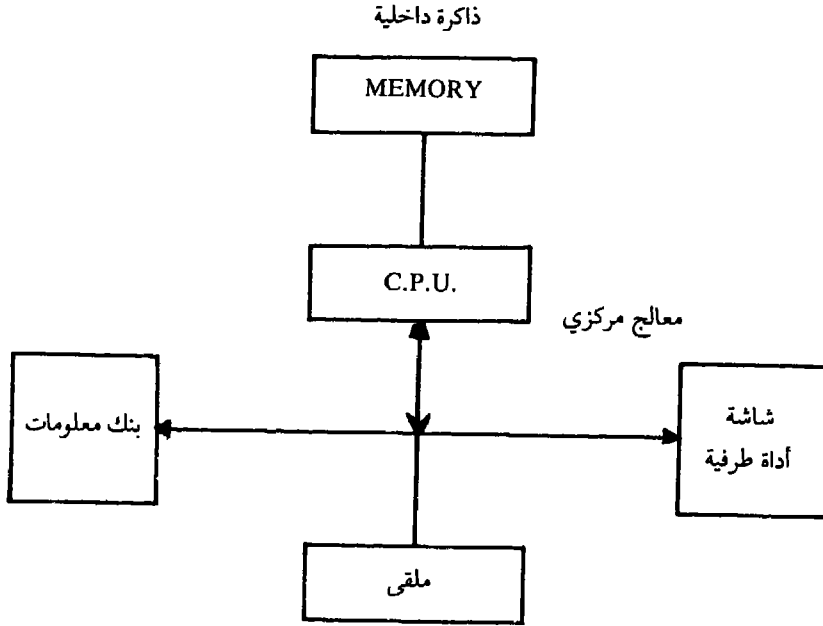 ذاكرة داخلية
MEMORY
C.P.U.
معالج مركزي
بنك معلومات
شاشة
أداة طرفية
ملقى